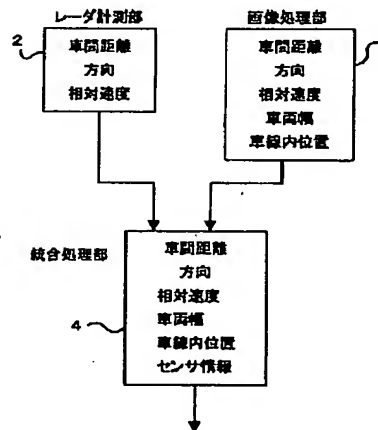 レーダ計測部
2
車間距離
方向
相対速度
画像処理部
車間距離
方向
相対速度
車両幅
車線内位置
統合処理部
4
車間距離
方向
相対速度
車両幅
車線内位置
センサ情報